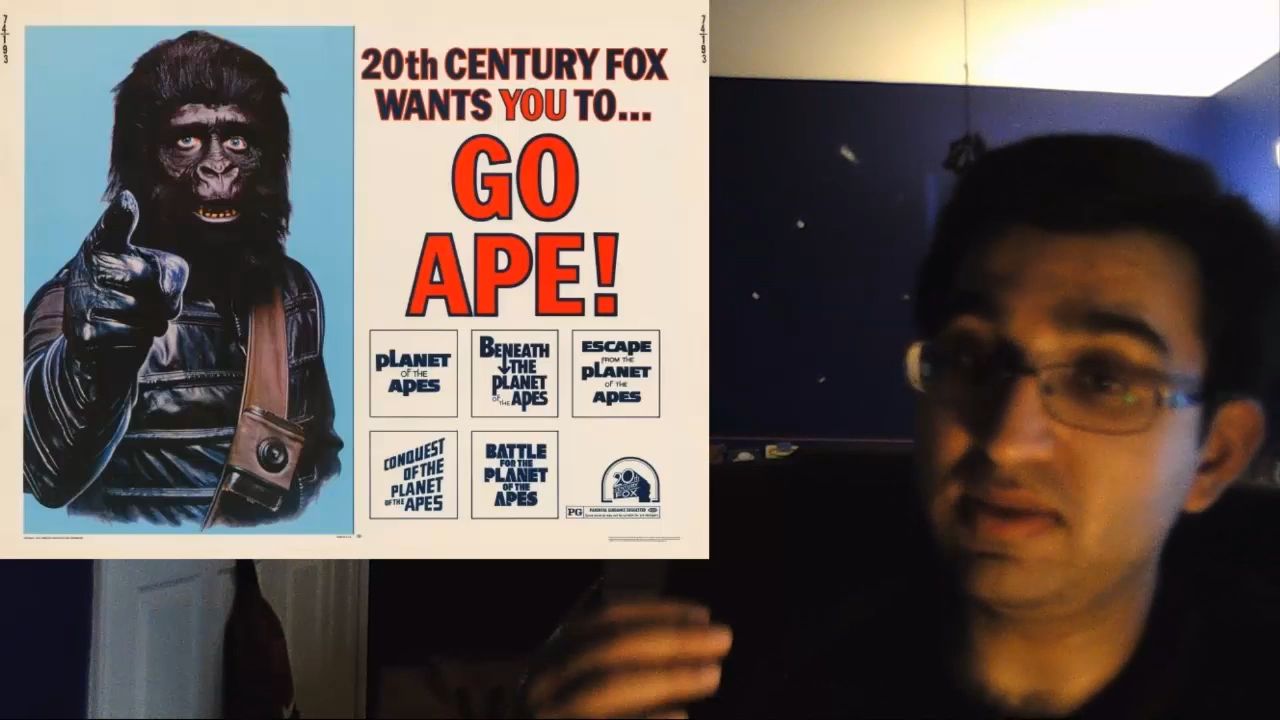 74193
74193
20th CENTURY FOX
WANTS YOU TO...
GO
APE!
PLANET
OF THE
APES
BENEATH
THE
PLANET
OF THE APES
ESCAPE
FROM THE
PLANET
OF THE
APES
CONQUEST
OF THE
PLANET
OF THE APES
BATTLE
FOR THE
PLANET
OF THE
APES
20th
CENTURY
FOX
PG PARENTAL GUIDANCE SUGGESTED